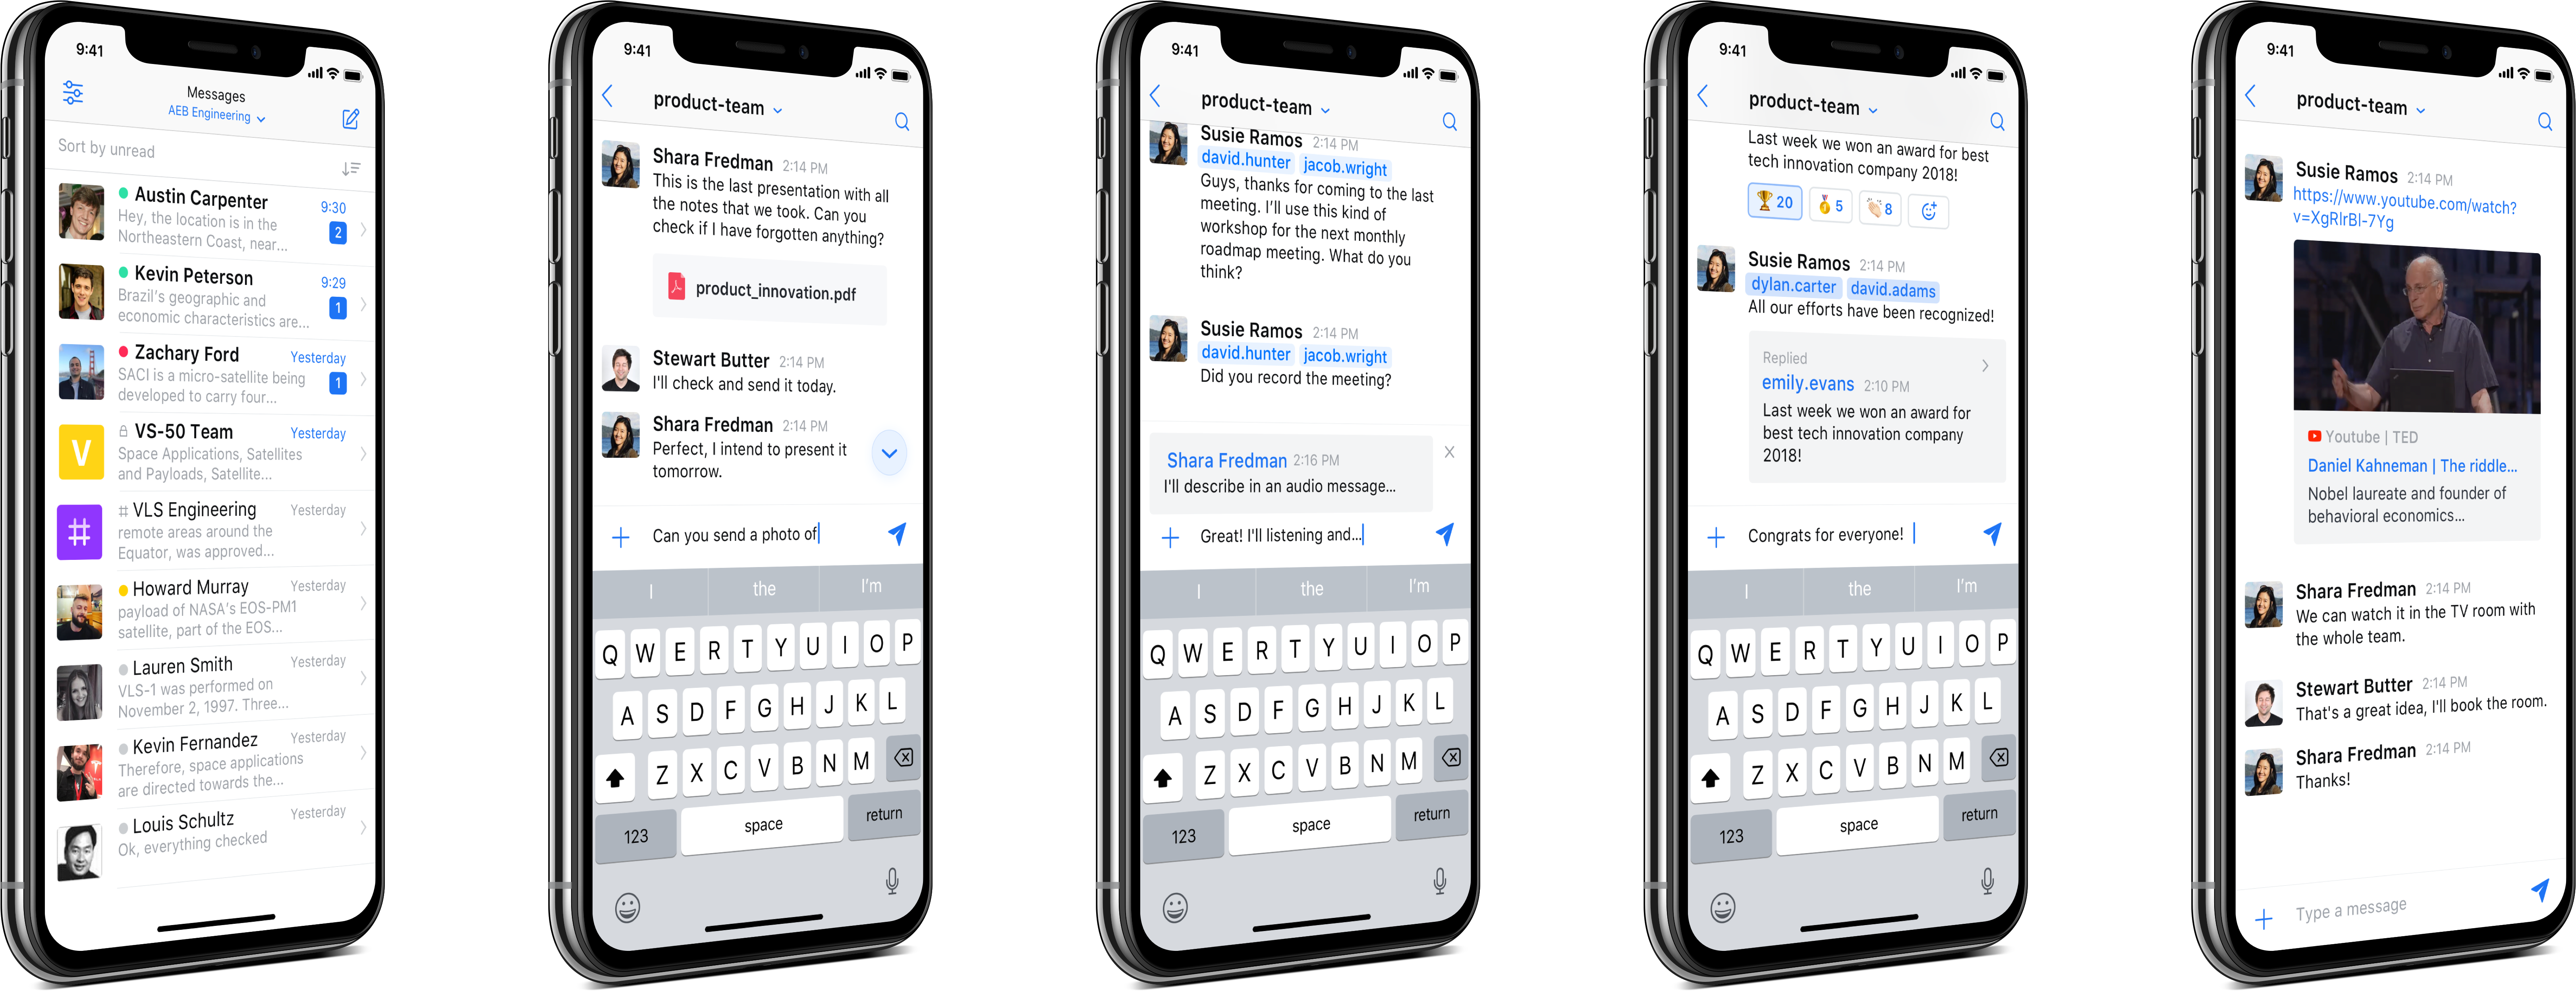 9:41
Messages
AEB Engineering
Sort by unread
Austin Carpenter
9:30
Hey, the location is in the
Northeastern Coast, near...
2
Kevin Peterson
9:29
Brazil's geographic and
economic characteristics are...
1
Zachary Ford
Yesterday
SACI is a micro-satellite being
developed to carry four...
1
V
VS-50 Team
Yesterday
Space Applications, Satellites
and Payloads, Satellite...
#
# VLS Engineering
Yesterday
remote areas around the
Equator, was approved...
Howard Murray
Yesterday
payload of NASA's EOS-PM1
satellite, part of the EOS...
Lauren Smith
Yesterday
VLS-1 was performed on
November 2, 1997. Three...
Kevin Fernandez
Yesterday
Therefore, space applications
are directed towards the...
Louis Schultz
Yesterday
Ok, everything checked
9:41
product-team
Shara Fredman 2:14 PM
This is the last presentation with all
the notes that we took. Can you
check if I have forgotten anything?
product_innovation.pdf
Stewart Butter 2:14 PM
I'll check and send it today.
Shara Fredman 2:14 PM
Perfect, I intend to present it
tomorrow.
Can you send a photo of
I the I'm
Q W E R T Y U I O P
A S D F G H J K L
Z X C V B N M
123 space return
9:41
product-team
Susie Ramos 2:14 PM
david.hunter jacob.wright
Guys, thanks for coming to the last
meeting. I'll use this kind of
workshop for the next monthly
roadmap meeting. What do you
think?
Susie Ramos 2:14 PM
david.hunter jacob.wright
Did you record the meeting?
Shara Fredman 2:16 PM
I'll describe in an audio message...
Great! I'll listening and...
I the I'm
Q W E R T Y U I O P
A S D F G H J K L
Z X C V B N M
123 space return
9:41
product-team
Last week we won an award for best
tech innovation company 2018!
20 5 8
Susie Ramos 2:14 PM
dylan.carter david.adams
All our efforts have been recognized!
Replied
emily.evans 2:10 PM
Last week we won an award for
best tech innovation company
2018!
Congrats for everyone!
I the I'm
Q W E R T Y U I O P
A S D F G H J K L
Z X C V B N M
123 space return
9:41
product-team
Susie Ramos 2:14 PM
https://www.youtube.com/watch?
v=XgRlrBl-7Yg
Youtube | TED
Daniel Kahneman | The riddle...
Nobel laureate and founder of
behavioral economics...
Shara Fredman 2:14 PM
We can watch it in the TV room with
the whole team.
Stewart Butter 2:14 PM
That's a great idea, I'll book the room.
Shara Fredman 2:14 PM
Thanks!
Type a message